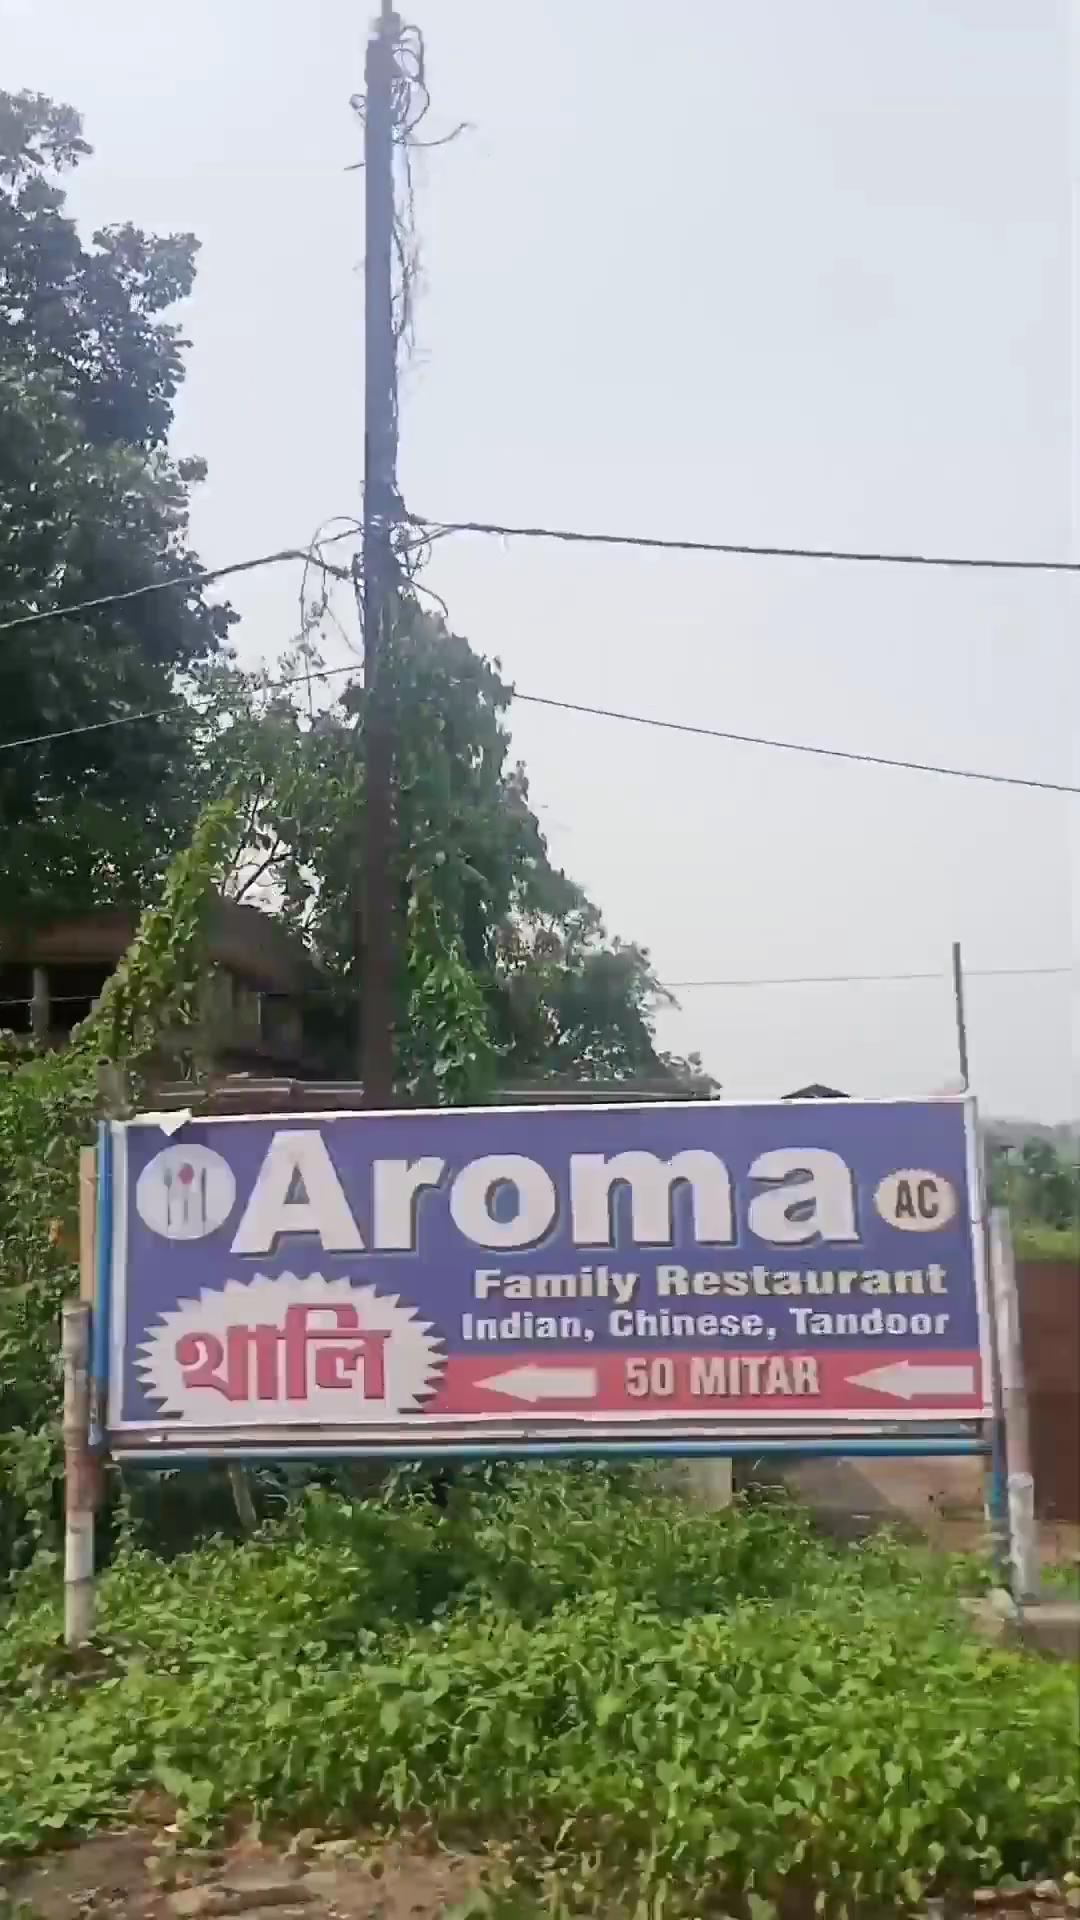 Aroma AC
Family Restaurant
Indian, Chinese, Tandoor
থালি
50 MITAR